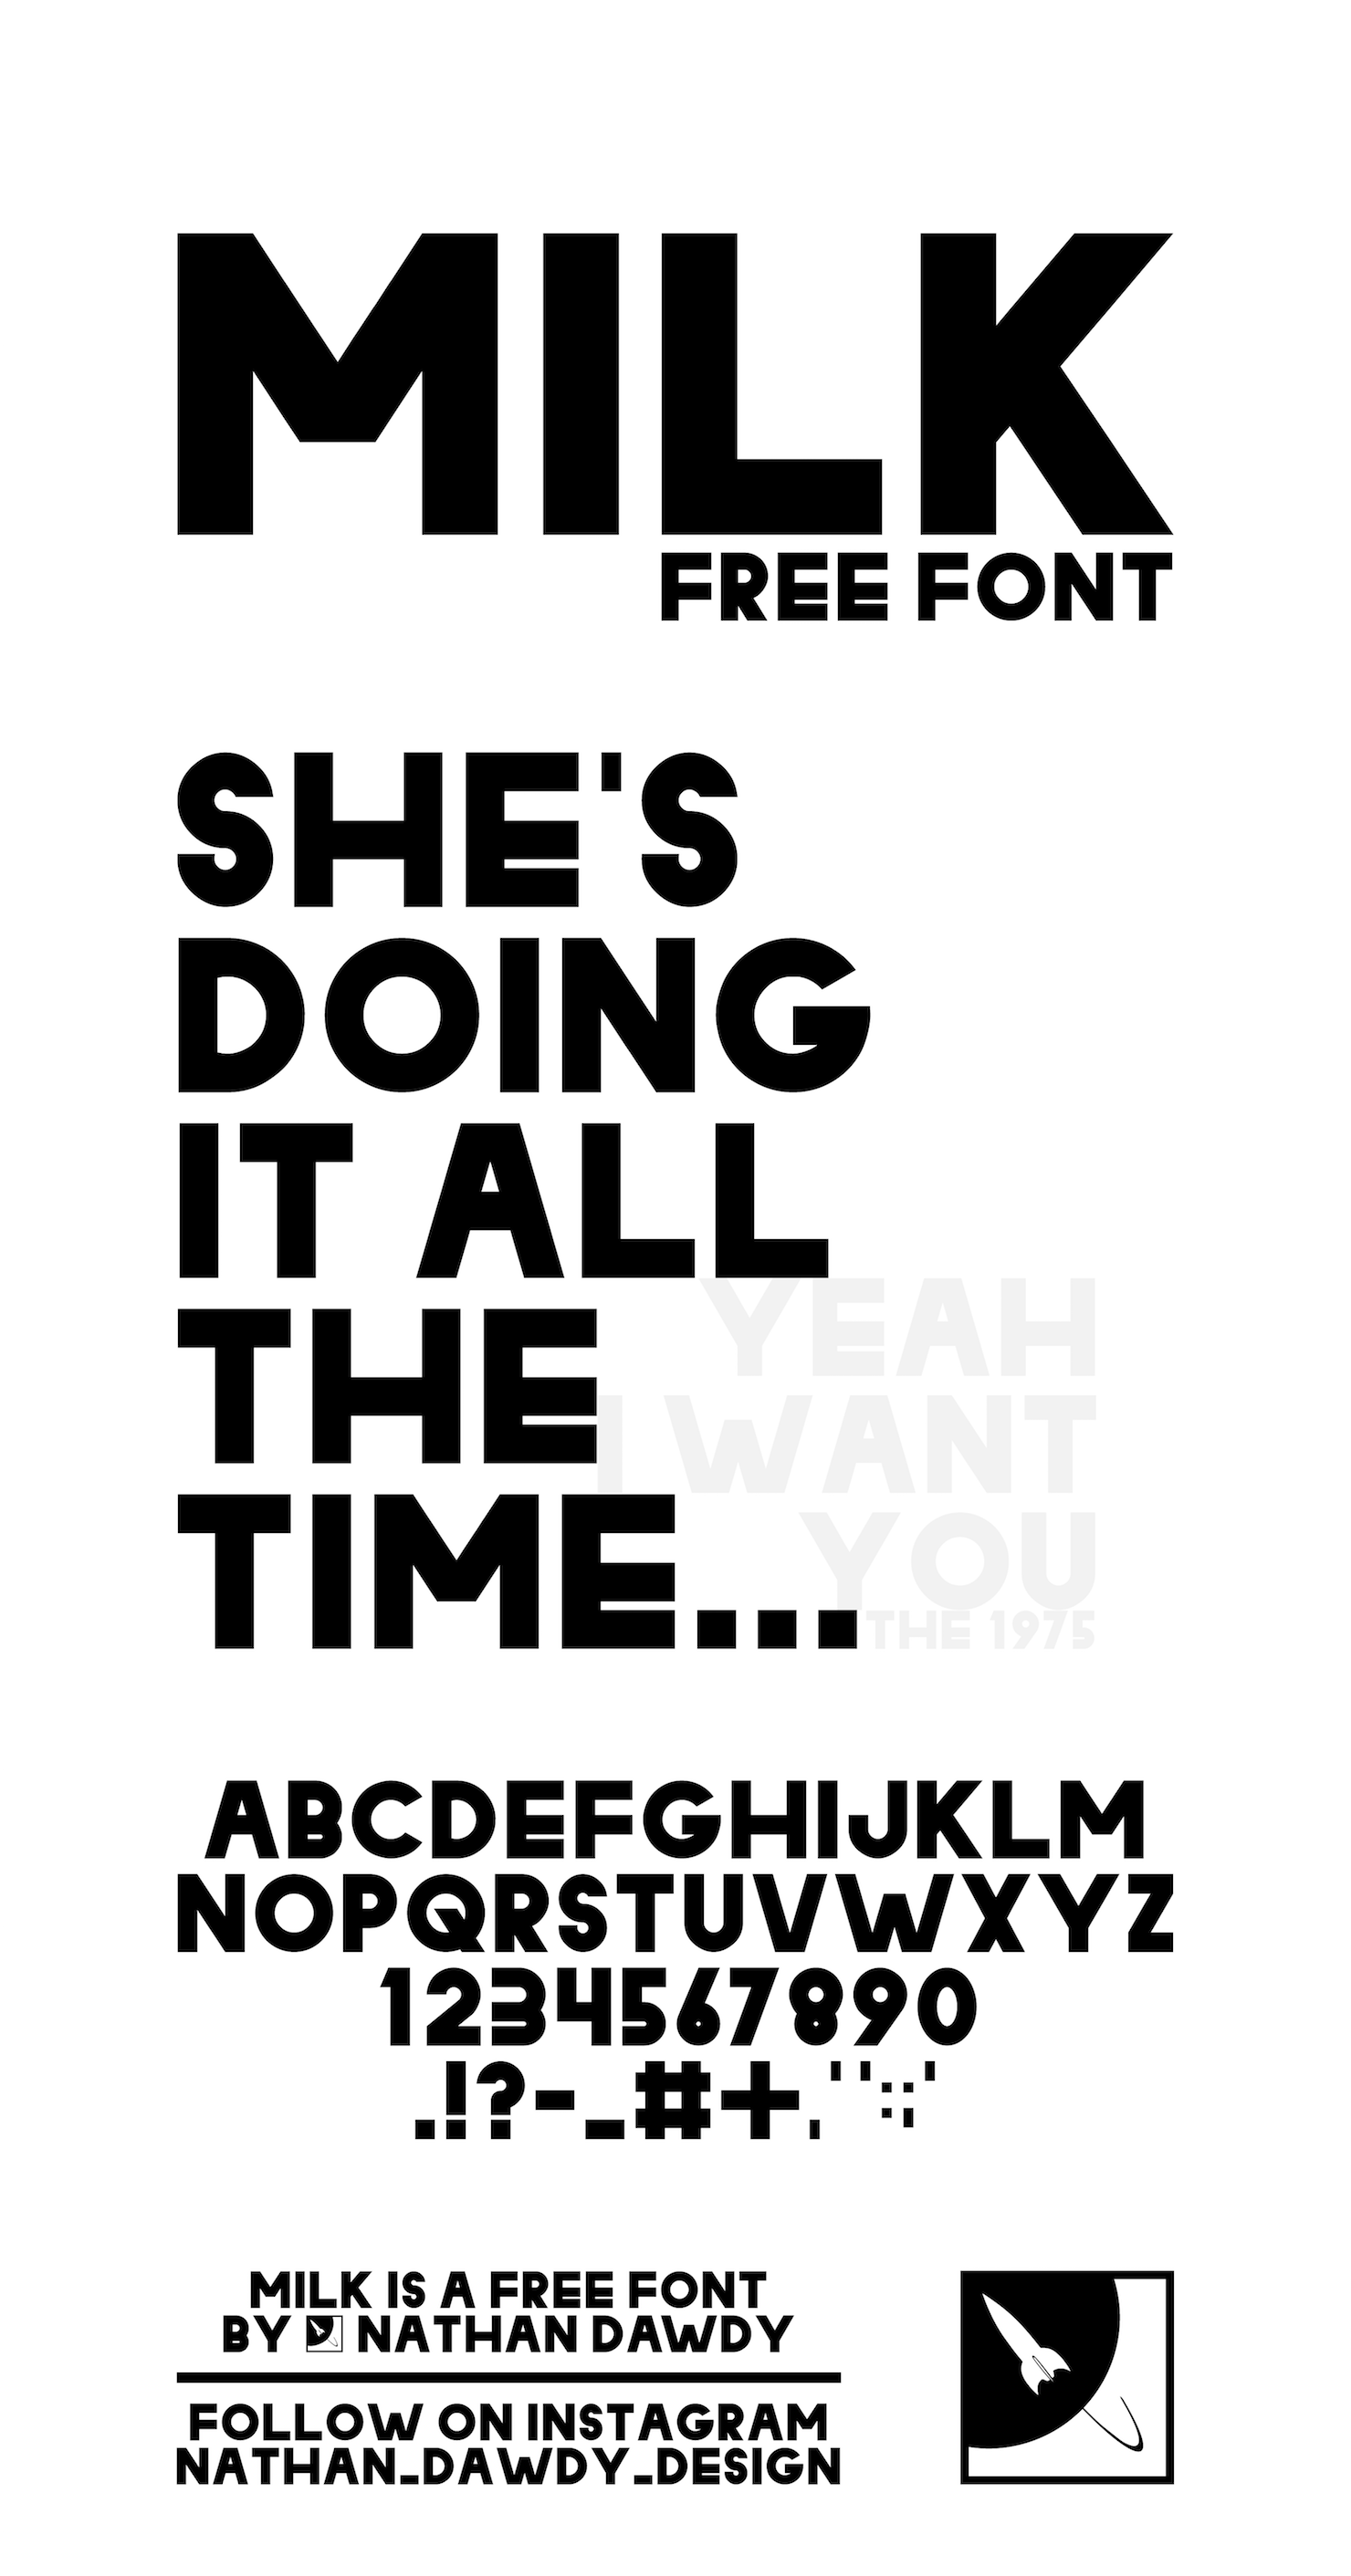 MILK
FREE FONT
SHE'S
DOING
IT ALL
THE
TIME...
YEAH
I WANT
YOU
THE 1975
ABCDEFGHIJKLM
NOPQRSTUVWXYZ
1234567890
.!?-_#+,'':;'
MILK IS A FREE FONT
BY NATHAN DAWDY
FOLLOW ON INSTAGRAM
NATHAN_DAWDY_DESIGN